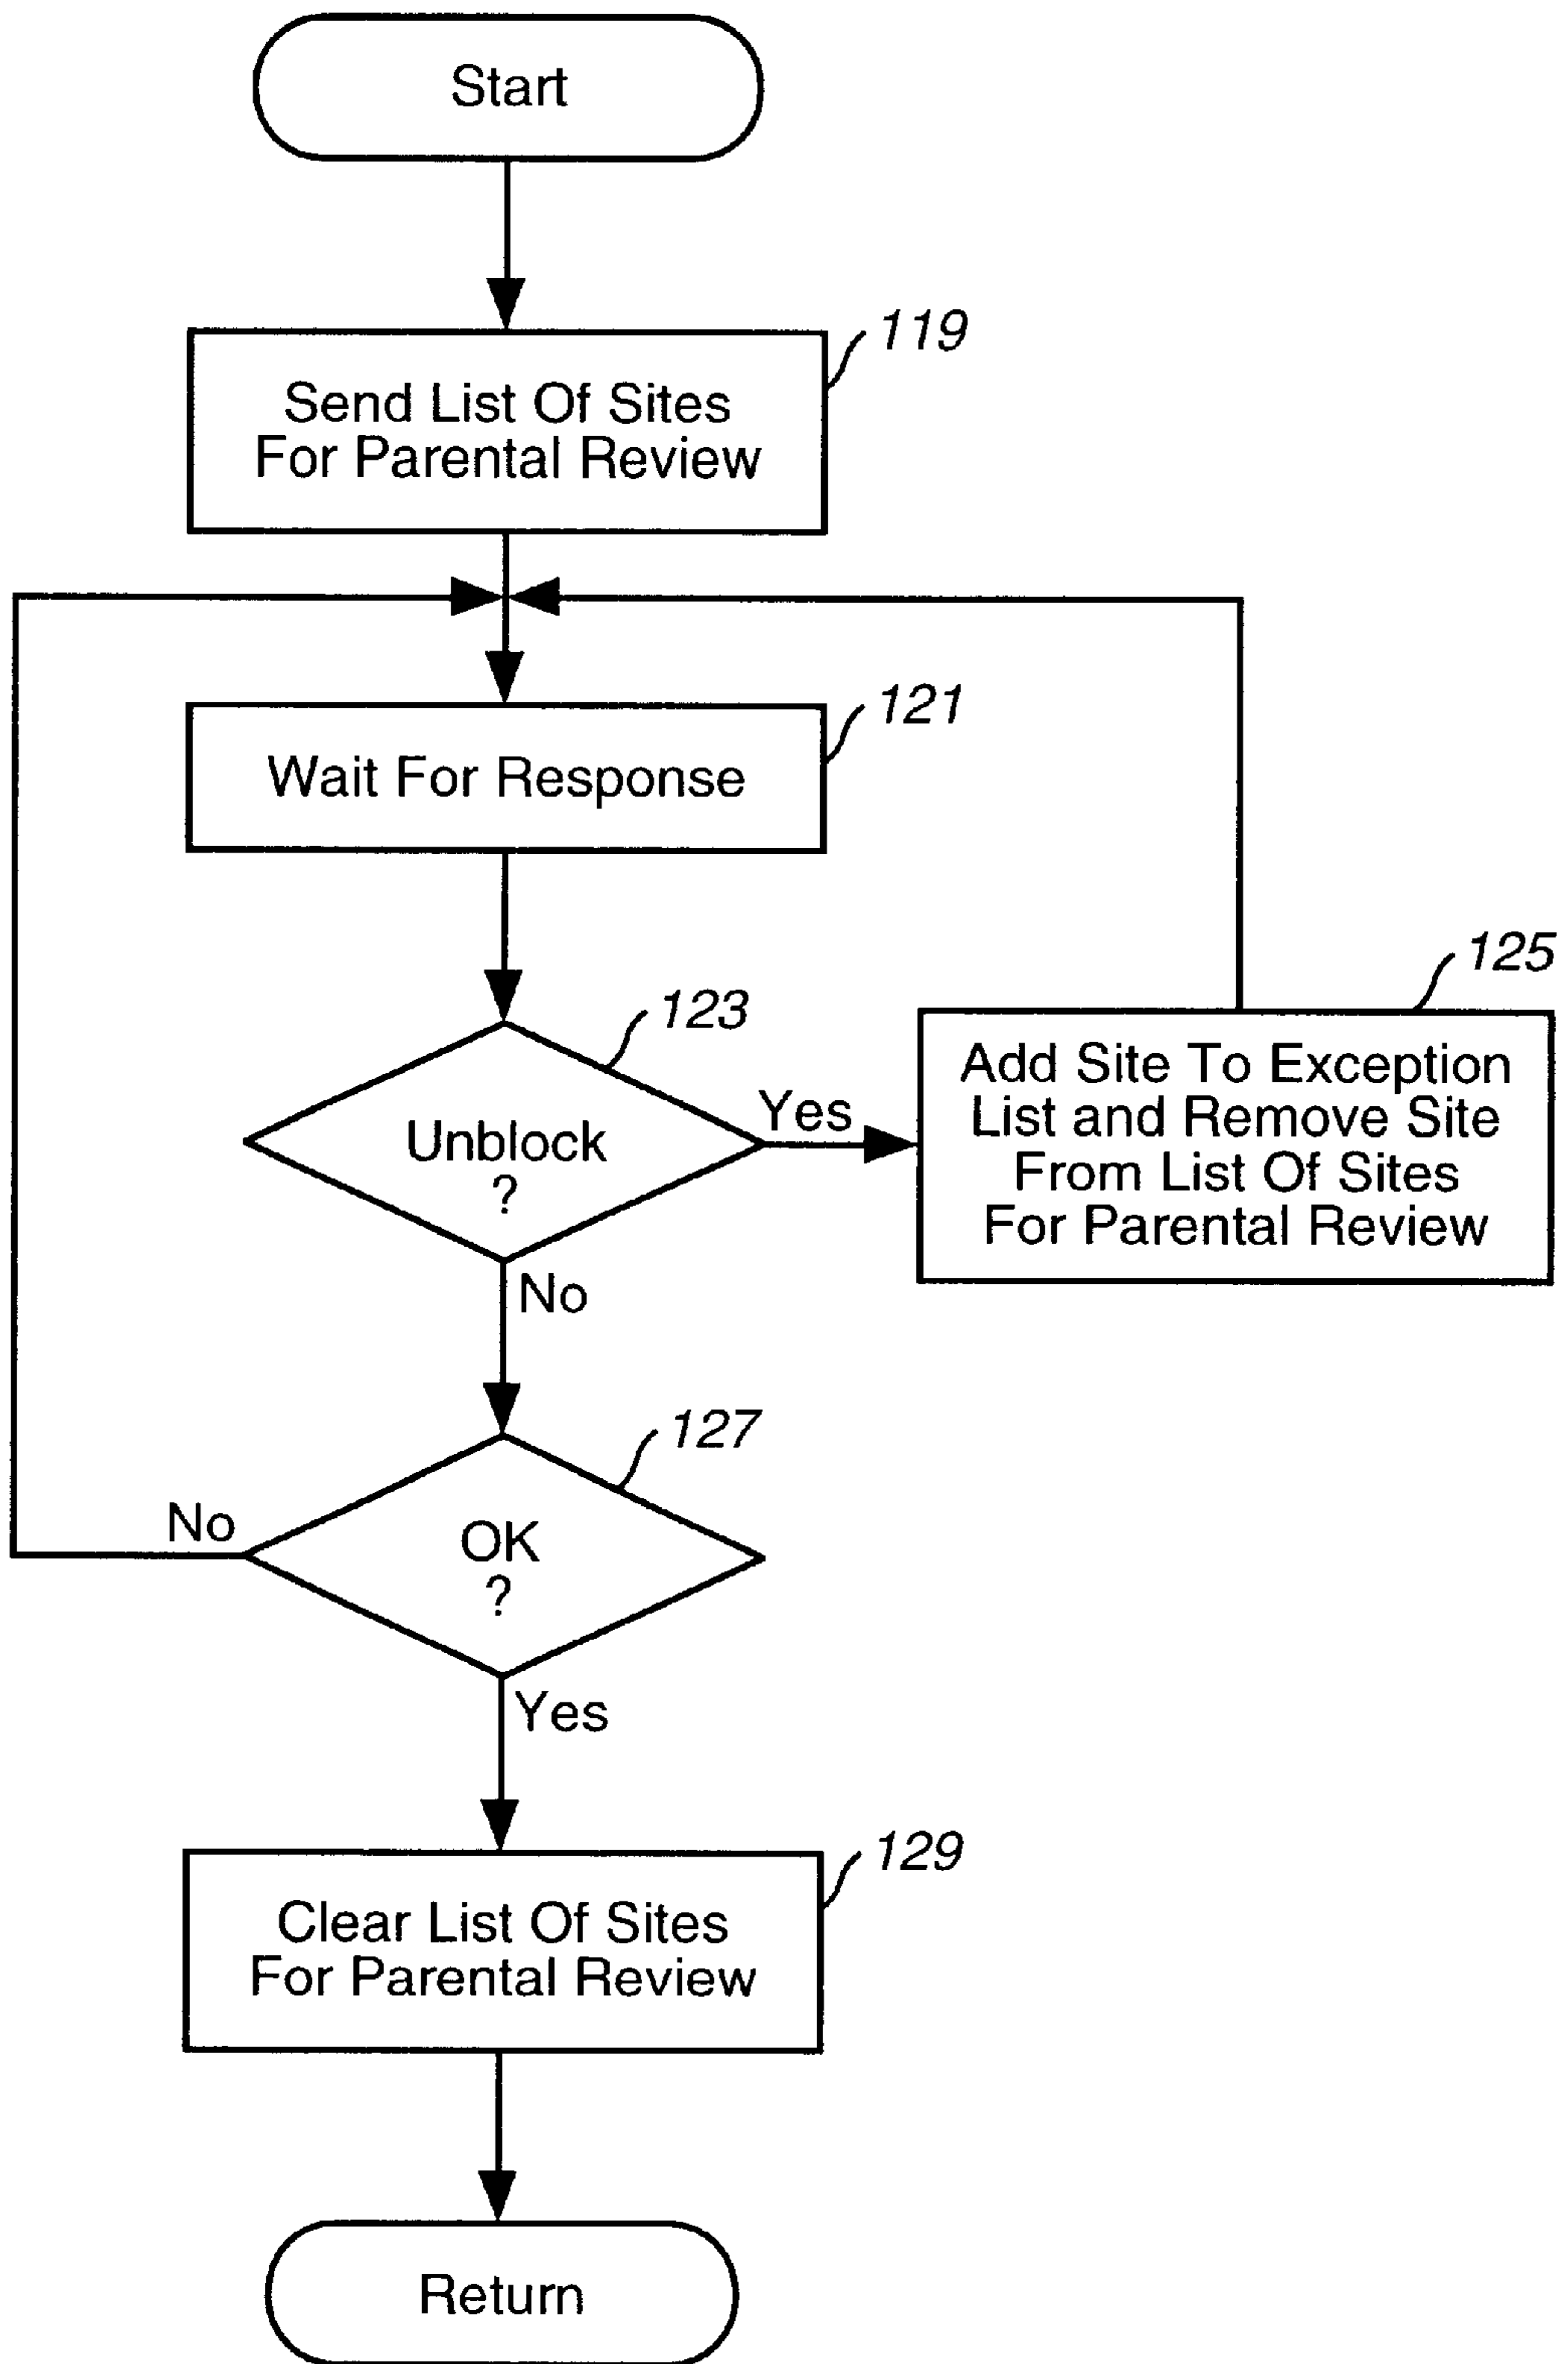 Start
119
Send List Of Sites
For Parental Review
121
Wait For Response
123
Unblock
?
Yes
125
Add Site To Exception
List and Remove Site
From List Of Sites
For Parental Review
No
127
OK
?
No
Yes
129
Clear List Of Sites
For Parental Review
Return